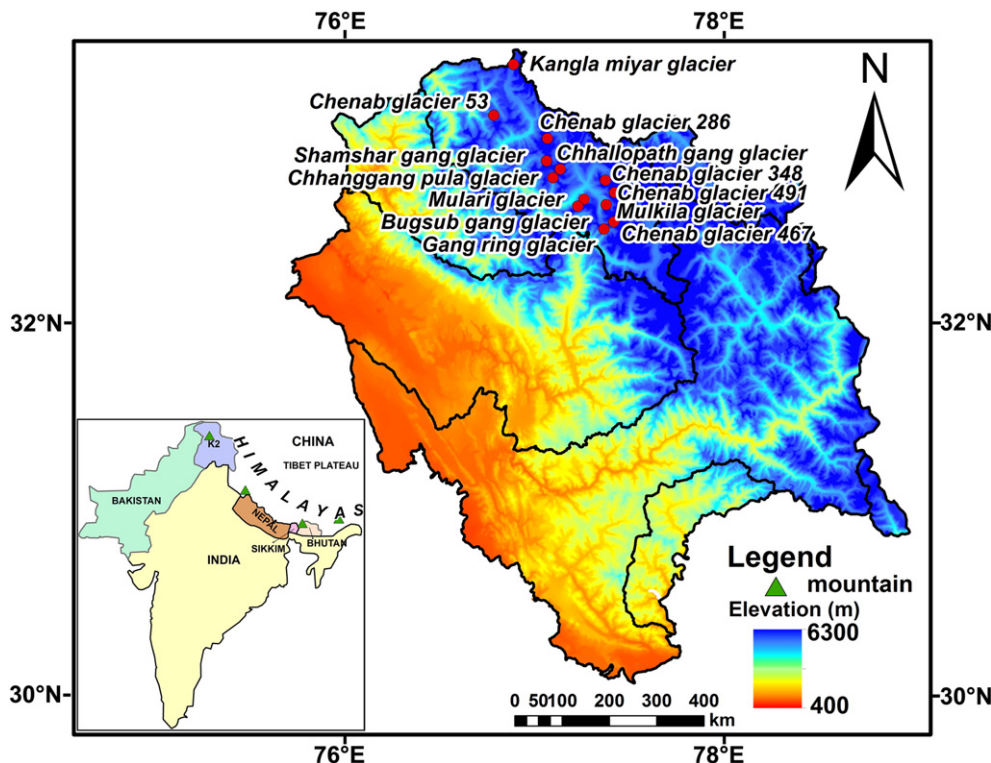 76°E 78°E
Kangla miyar glacier
N
Chenab glacier 53
Chenab glacier 286
Shamshar gang glacier
Chhallopath gang glacier
Chhanggang pula glacier
Chenab glacier 348
Chenab glacier 491
Mulari glacier
Mulkila glacier
Bugsub gang glacier
Chenab glacier 467
Gang ring glacier
32°N 32°N
K2
HIMALAYAS
CHINA
TIBET PLATEAU
BAKISTAN
NEPAL
SIKKIM
BHUTAN
INDIA
Legend
mountain
Elevation (m)
6300
400
0 50100 200 300 400
km
30°N 30°N
76°E 78°E